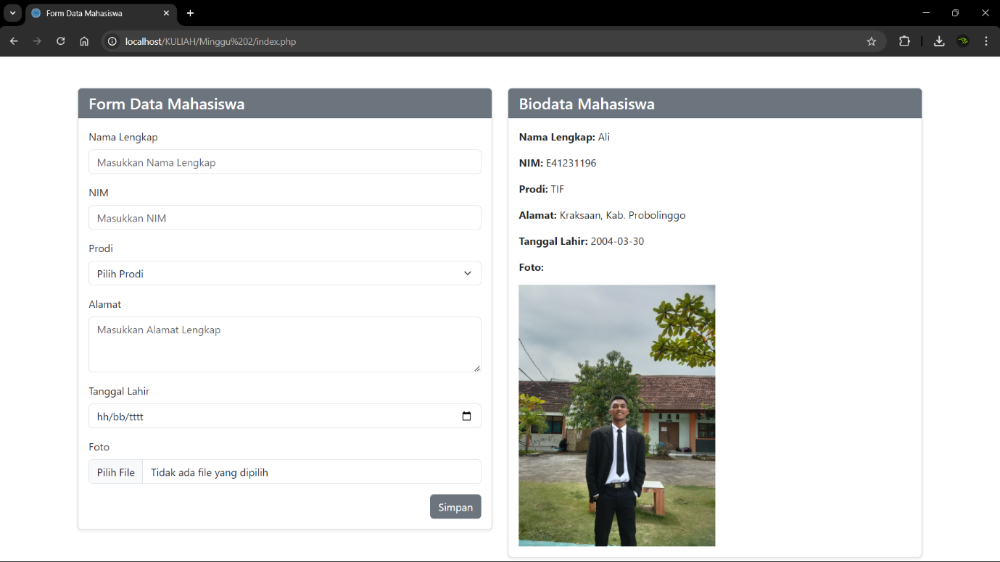 Form Data Mahasiswa
localhost/KULIAH/Minggu%202/index.php
Form Data Mahasiswa
Nama Lengkap
Masukkan Nama Lengkap
NIM
Masukkan NIM
Prodi
Pilih Prodi
Alamat
Masukkan Alamat Lengkap
Tanggal Lahir
hh/bb/tttt
Foto
Pilih File Tidak ada file yang dipilih
Simpan
Biodata Mahasiswa
Nama Lengkap: Ali
NIM: E41231196
Prodi: TIF
Alamat: Kraksaan, Kab. Probolinggo
Tanggal Lahir: 2004-03-30
Foto: